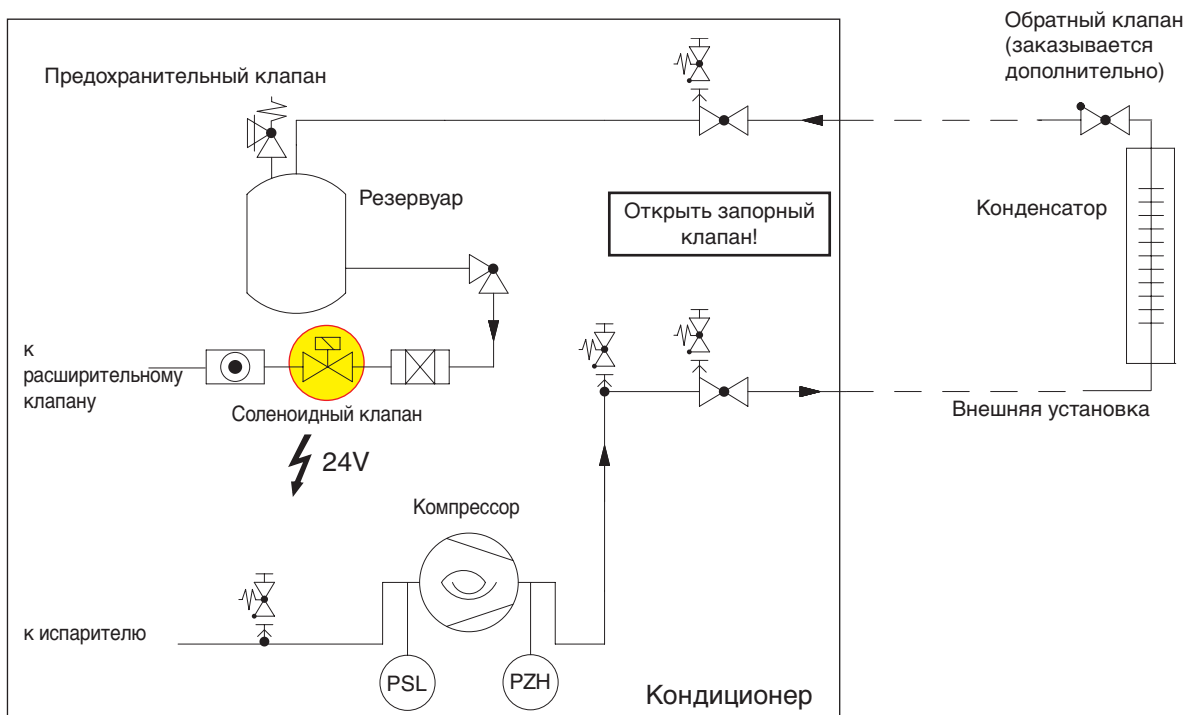 Обратный клапан
(заказывается
дополнительно)
Предохранительный клапан
Резервуар
Открыть запорный
клапан!
Конденсатор
к
расширительному
клапану
Соленоидный клапан
24V
Внешняя установка
Компрессор
к испарителю
PSL
PZH
Кондиционер